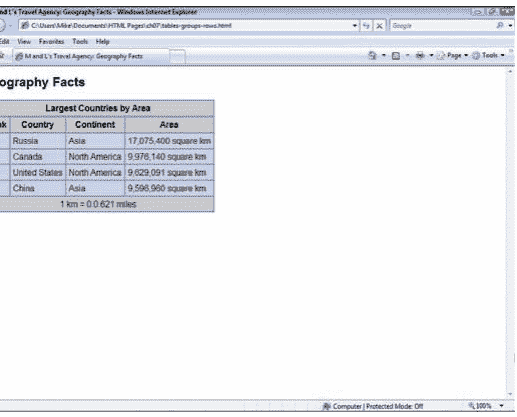 nd L's Travel Agency: Geography Facts - Windows Internet Explorer
C:\Users\Mike\Documents\HTML Pages\ch07\tables-groups-rows.html
Google
Edit View Favorites Tools Help
M and L's Travel Agency: Geography Facts
Page Tools
ography Facts
Largest Countries by Area
nk Country Continent Area
Russia Asia 17,075,400 square km
Canada North America 9,976,140 square km
United States North America 9,629,091 square km
China Asia 9,596,960 square km
1 km = 0.0.621 miles
Computer | Protected Mode: Off 100%